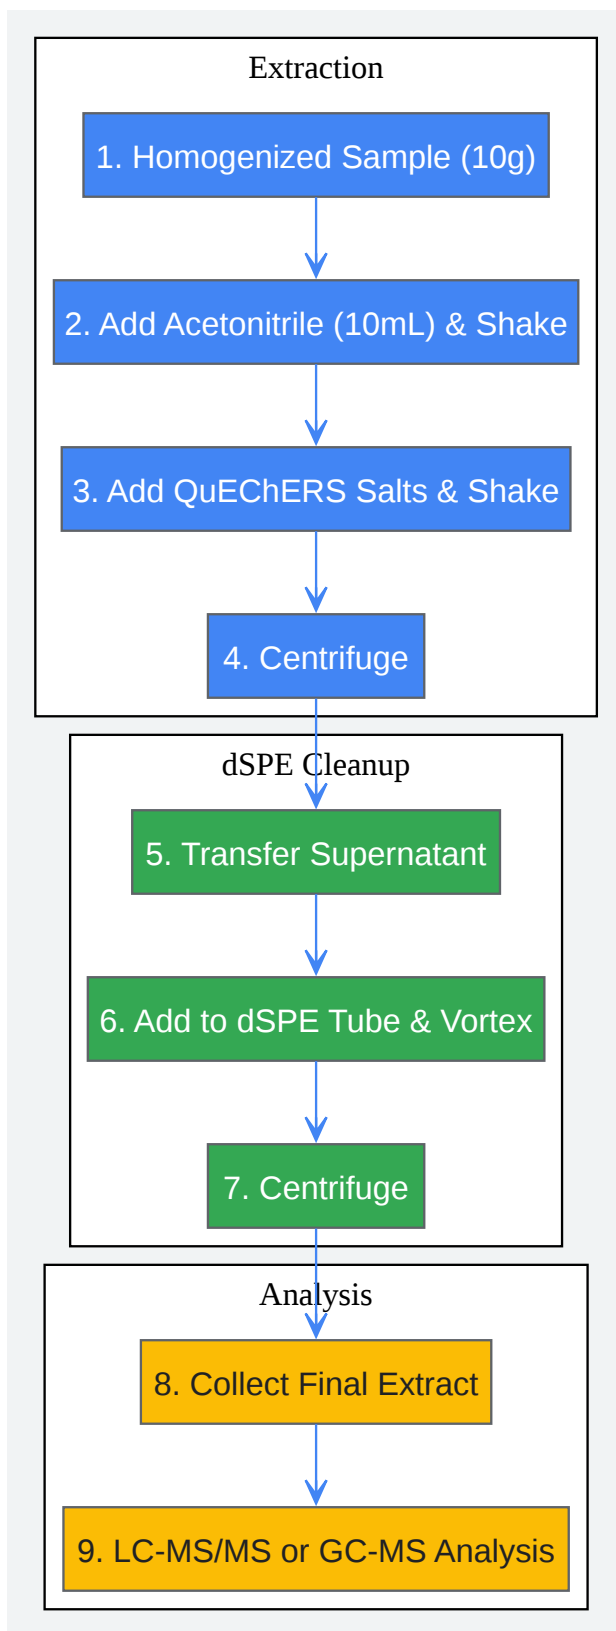 Extraction
1. Homogenized Sample (10g)
2. Add Acetonitrile (10mL) & Shake
3. Add QuEChERS Salts & Shake
4. Centrifuge
dSPE Cleanup
5. Transfer Supernatant
6. Add to dSPE Tube & Vortex
7. Centrifuge
Analysis
8. Collect Final Extract
9. LC-MS/MS or GC-MS Analysis